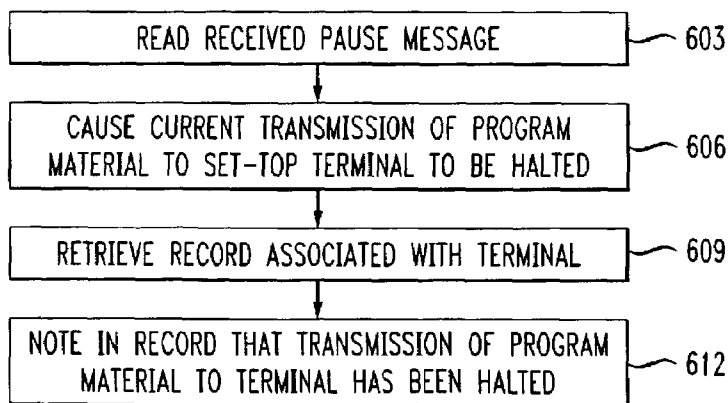 READ RECEIVED PAUSE MESSAGE
603
CAUSE CURRENT TRANSMISSION OF PROGRAM
MATERIAL TO SET-TOP TERMINAL TO BE HALTED
606
RETRIEVE RECORD ASSOCIATED WITH TERMINAL
609
NOTE IN RECORD THAT TRANSMISSION OF PROGRAM
MATERIAL TO TERMINAL HAS BEEN HALTED
612